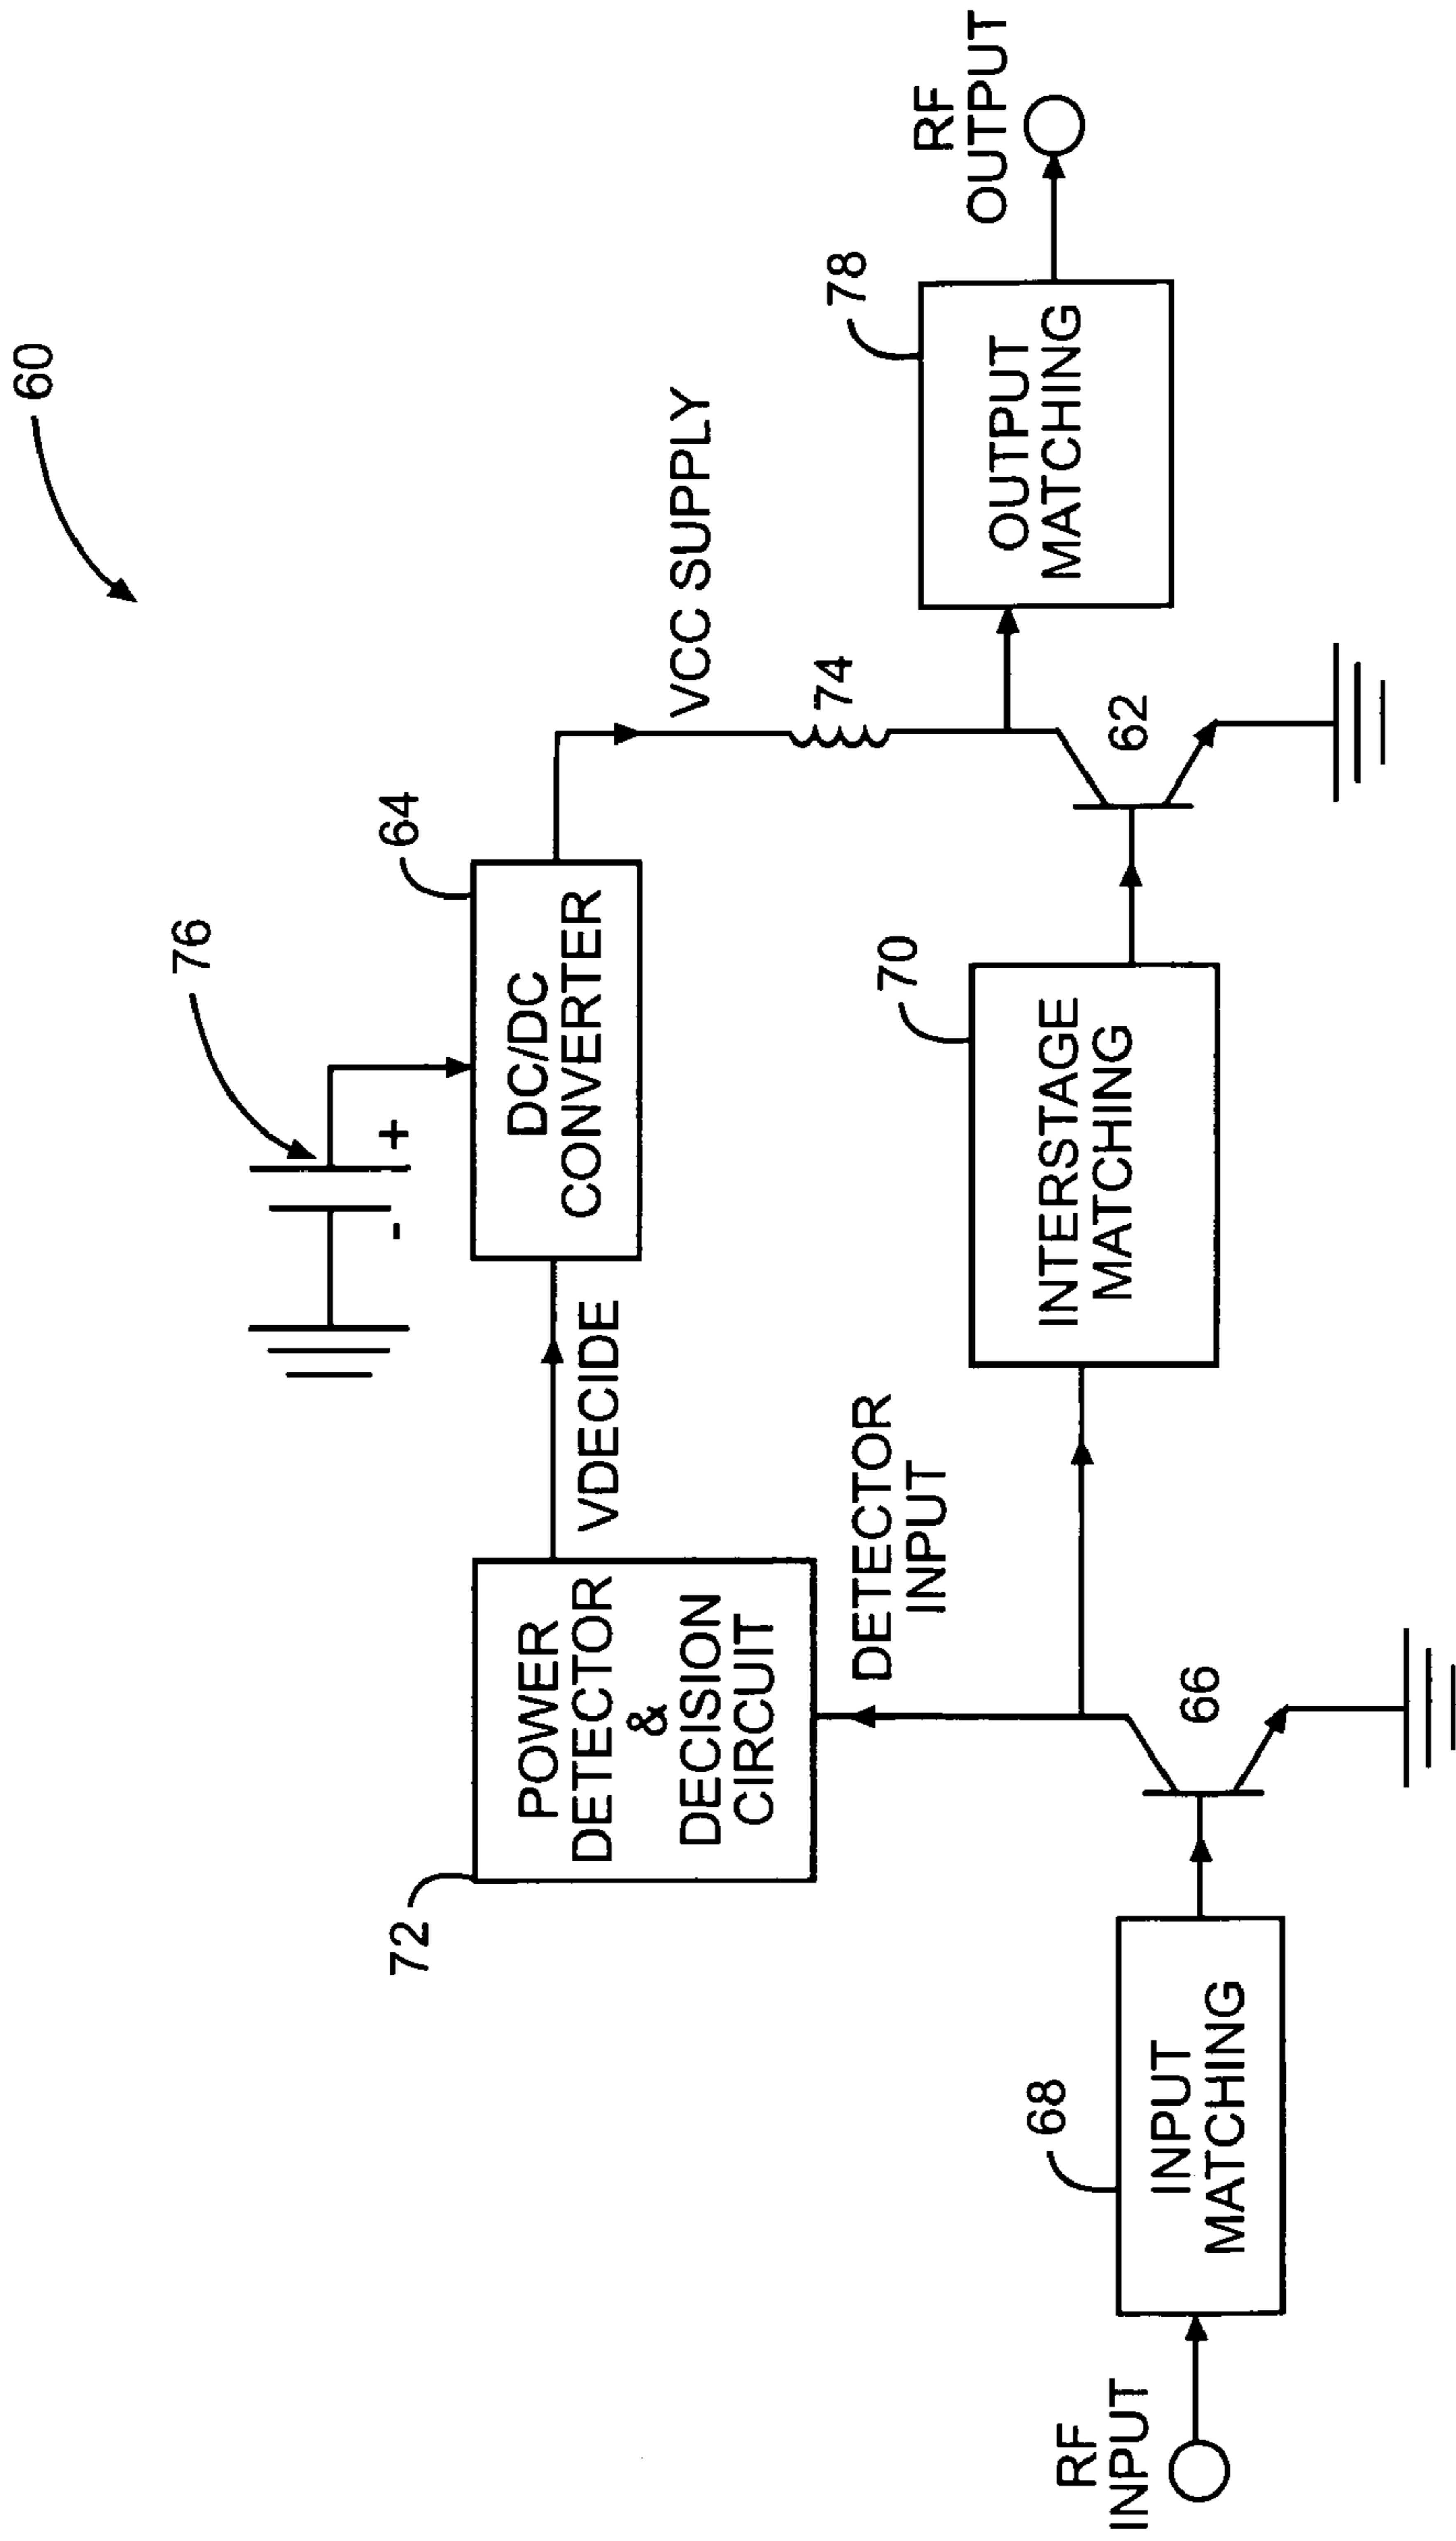 60
76
64
DC/DC
CONVERTER
+
-
VCC SUPPLY
VDECIDE
72
POWER
DETECTOR
&
DECISION
CIRCUIT
74
DETECTOR
INPUT
78
OUTPUT
MATCHING
RF
OUTPUT
70
INTERSTAGE
MATCHING
62
66
68
INPUT
MATCHING
RF
INPUT